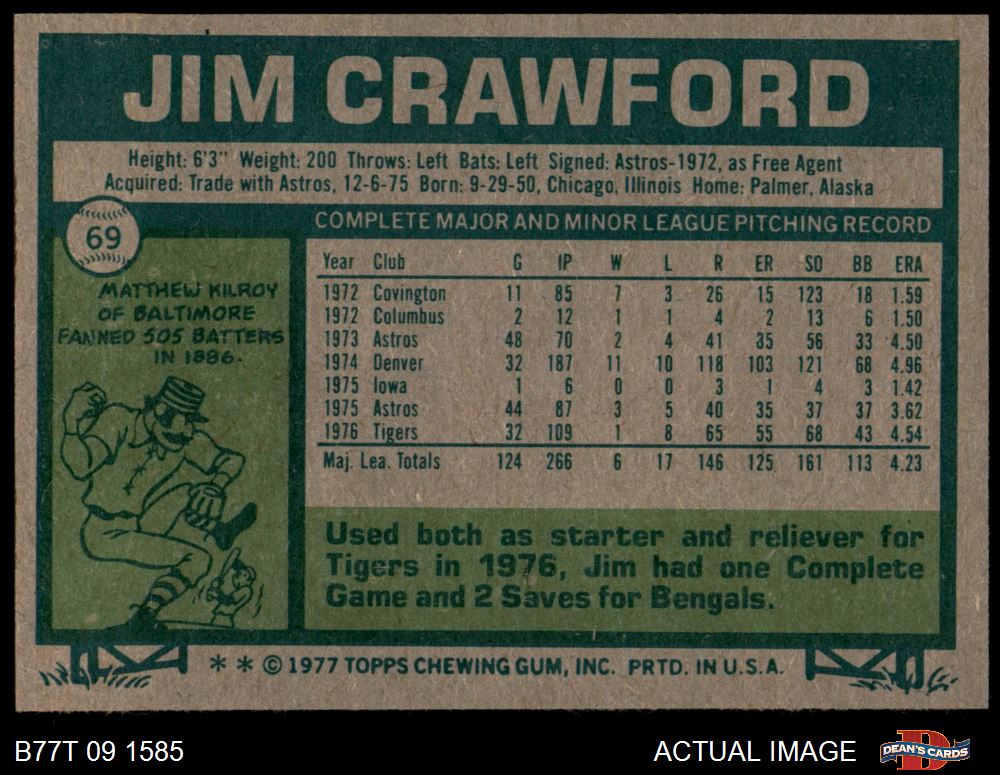 JIM CRAWFORD
Height: 6'3" Weight: 200 Throws: Left Bats: Left Signed: Astros-1972, as Free Agent
Acquired: Trade with Astros, 12-6-75 Born: 9-29-50, Chicago, Illinois Home: Palmer, Alaska
69
MATTHEW KILROY
OF BALTIMORE
FANNED 505 BATTERS
IN 1886.
COMPLETE MAJOR AND MINOR LEAGUE PITCHING RECORD
Year Club G IP W L R ER SO BB ERA
1972 Covington 11 85 7 3 26 15 123 18 1.59
1972 Columbus 2 12 1 1 4 2 13 6 1.50
1973 Astros 48 70 2 4 41 35 56 33 4.50
1974 Denver 32 187 11 10 118 103 121 68 4.96
1975 Iowa 1 6 0 0 3 1 4 3 1.42
1975 Astros 44 87 3 5 40 35 37 37 3.62
1976 Tigers 32 109 1 8 65 55 68 43 4.54
Maj. Lea. Totals 124 266 6 17 146 125 161 113 4.23
Used both as starter and reliever for
Tigers in 1976, Jim had one Complete
Game and 2 Saves for Bengals.
* * © 1977 TOPPS CHEWING GUM, INC. PRTD. IN U.S.A.
B77T 09 1585
ACTUAL IMAGE
D
DEAN'S CARDS